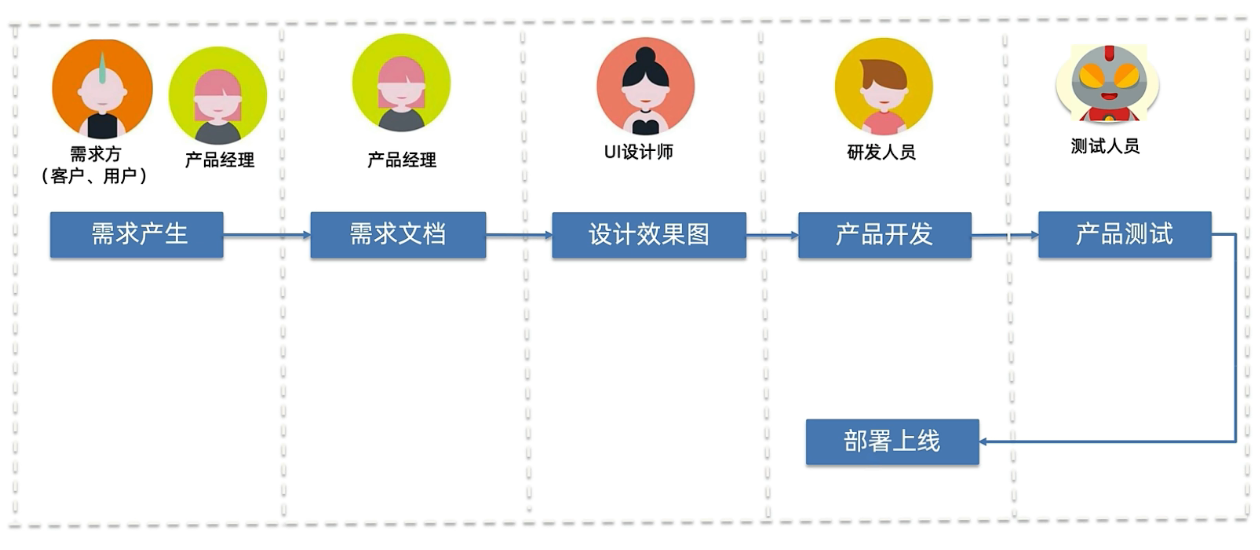 需求方
（客户、用户）
产品经理
产品经理
UI设计师
研发人员
测试人员
需求产生
需求文档
设计效果图
产品开发
产品测试
部署上线